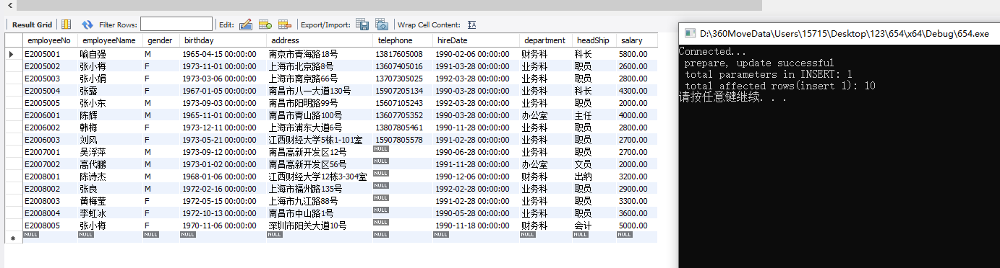 Result Grid Filter Rows: Edit: Export/Import: Wrap Cell Content:
employeeNo employeeName gender birthday address telephone hireDate department headShip salary
E2005001 喻自强 M 1965-04-15 00:00:00 南京市青海路18号 13817605008 1990-02-06 00:00:00 财务科 科长 5800.00
E2005002 张小梅 F 1973-11-01 00:00:00 上海市北京路8号 13607405016 1991-03-28 00:00:00 业务科 职员 2600.00
E2005003 张小娟 F 1973-03-06 00:00:00 上海市南京路66号 13707305025 1992-03-28 00:00:00 业务科 职员 2800.00
E2005004 张露 F 1967-01-05 00:00:00 南昌市八一大道130号 15907205134 1990-03-28 00:00:00 业务科 科长 4300.00
E2005005 张小东 M 1973-09-03 00:00:00 南昌市阳明路99号 15607105243 1992-03-28 00:00:00 业务科 职员 2000.00
E2006001 陈辉 M 1965-11-01 00:00:00 南昌市青山路100号 13607705352 1990-03-28 00:00:00 办公室 主任 4000.00
E2006002 韩梅 F 1973-12-11 00:00:00 上海市浦东大道6号 13807805461 1990-11-28 00:00:00 业务科 职员 2800.00
E2006003 刘风 F 1973-05-21 00:00:00 江西财经大学5栋1-101室 15907805578 1991-02-28 00:00:00 业务科 职员 2700.00
E2007001 吴浮萍 M 1973-09-12 00:00:00 南昌高新开发区12号 NULL 1990-06-28 00:00:00 业务科 职员 2700.00
E2007002 高代鹏 M 1973-01-02 00:00:00 南昌高新开发区56号 NULL 1991-11-28 00:00:00 办公室 文员 2000.00
E2008001 陈诗杰 M 1968-01-06 00:00:00 江西财经大学12栋3-304室 NULL 1990-12-06 00:00:00 财务科 出纳 3200.00
E2008002 张良 M 1972-02-16 00:00:00 上海市福州路135号 NULL 1992-02-28 00:00:00 业务科 职员 2900.00
E2008003 黄梅莹 F 1972-05-15 00:00:00 上海市九江路88号 NULL 1991-02-28 00:00:00 业务科 职员 3300.00
E2008004 李虹冰 F 1972-10-13 00:00:00 南昌市中山路1号 NULL 1990-05-28 00:00:00 业务科 职员 3600.00
E2008005 张小梅 F 1970-11-06 00:00:00 深圳市阳关大道10号 NULL 1990-11-18 00:00:00 财务科 会计 5000.00
NULL NULL NULL NULL NULL NULL NULL NULL NULL NULL
D:\360MoveData\Users\15715\Desktop\123\654\x64\Debug\654.exe
Connected...
prepare, update successful
total parameters in INSERT: 1
total affected rows(insert 1): 10
请按任意键继续. . .